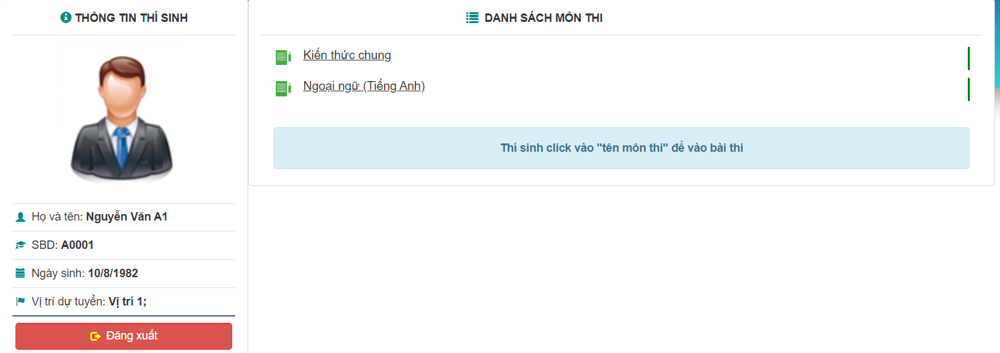 THÔNG TIN THÍ SINH
Họ và tên: Nguyễn Văn A1
SBD: A0001
Ngày sinh: 10/8/1982
Vị trí dự tuyển: Vị trí 1;
Đăng xuất
DANH SÁCH MÔN THI
Kiến thức chung
Ngoại ngữ (Tiếng Anh)
Thí sinh click vào "tên môn thi" để vào bài thi